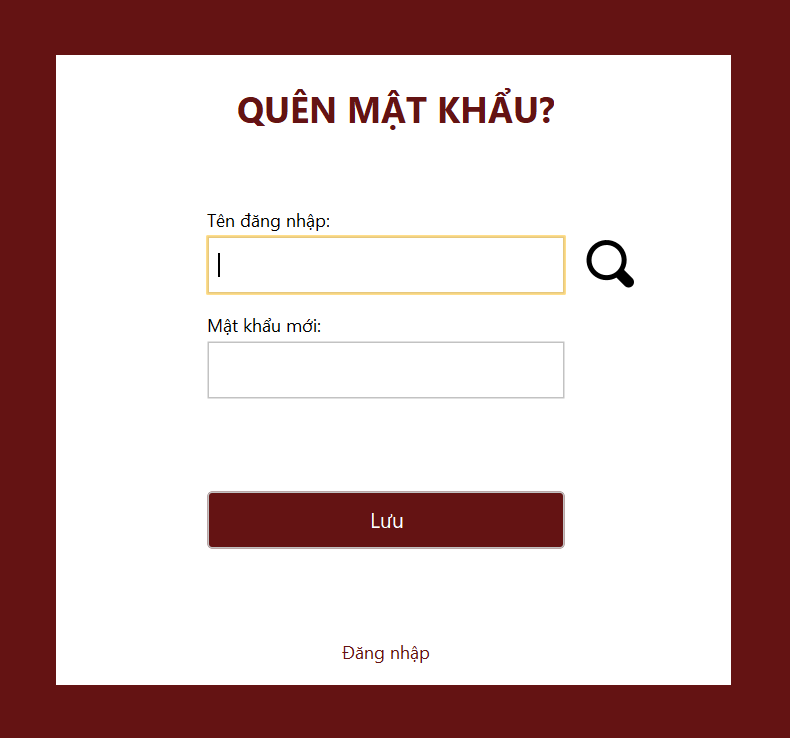 QUÊN MẬT KHẨU?
Tên đăng nhập:
Mật khẩu mới:
Lưu
Đăng nhập